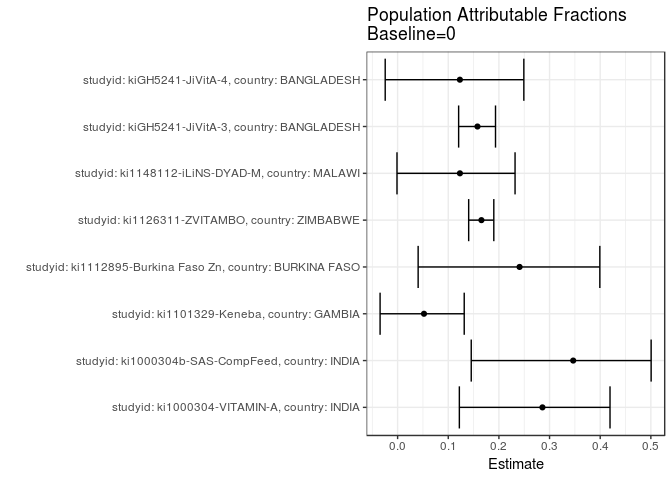 Population Attributable Fractions
Baseline=0
studyid: kiGH5241-JiVitA-4, country: BANGLADESH
studyid: kiGH5241-JiVitA-3, country: BANGLADESH
studyid: ki1148112-iLiNS-DYAD-M, country: MALAWI
studyid: ki1126311-ZVITAMBO, country: ZIMBABWE
studyid: ki1112895-Burkina Faso Zn, country: BURKINA FASO
studyid: ki1101329-Keneba, country: GAMBIA
studyid: ki1000304b-SAS-CompFeed, country: INDIA
studyid: ki1000304-VITAMIN-A, country: INDIA
0.0 0.1 0.2 0.3 0.4 0.5
Estimate